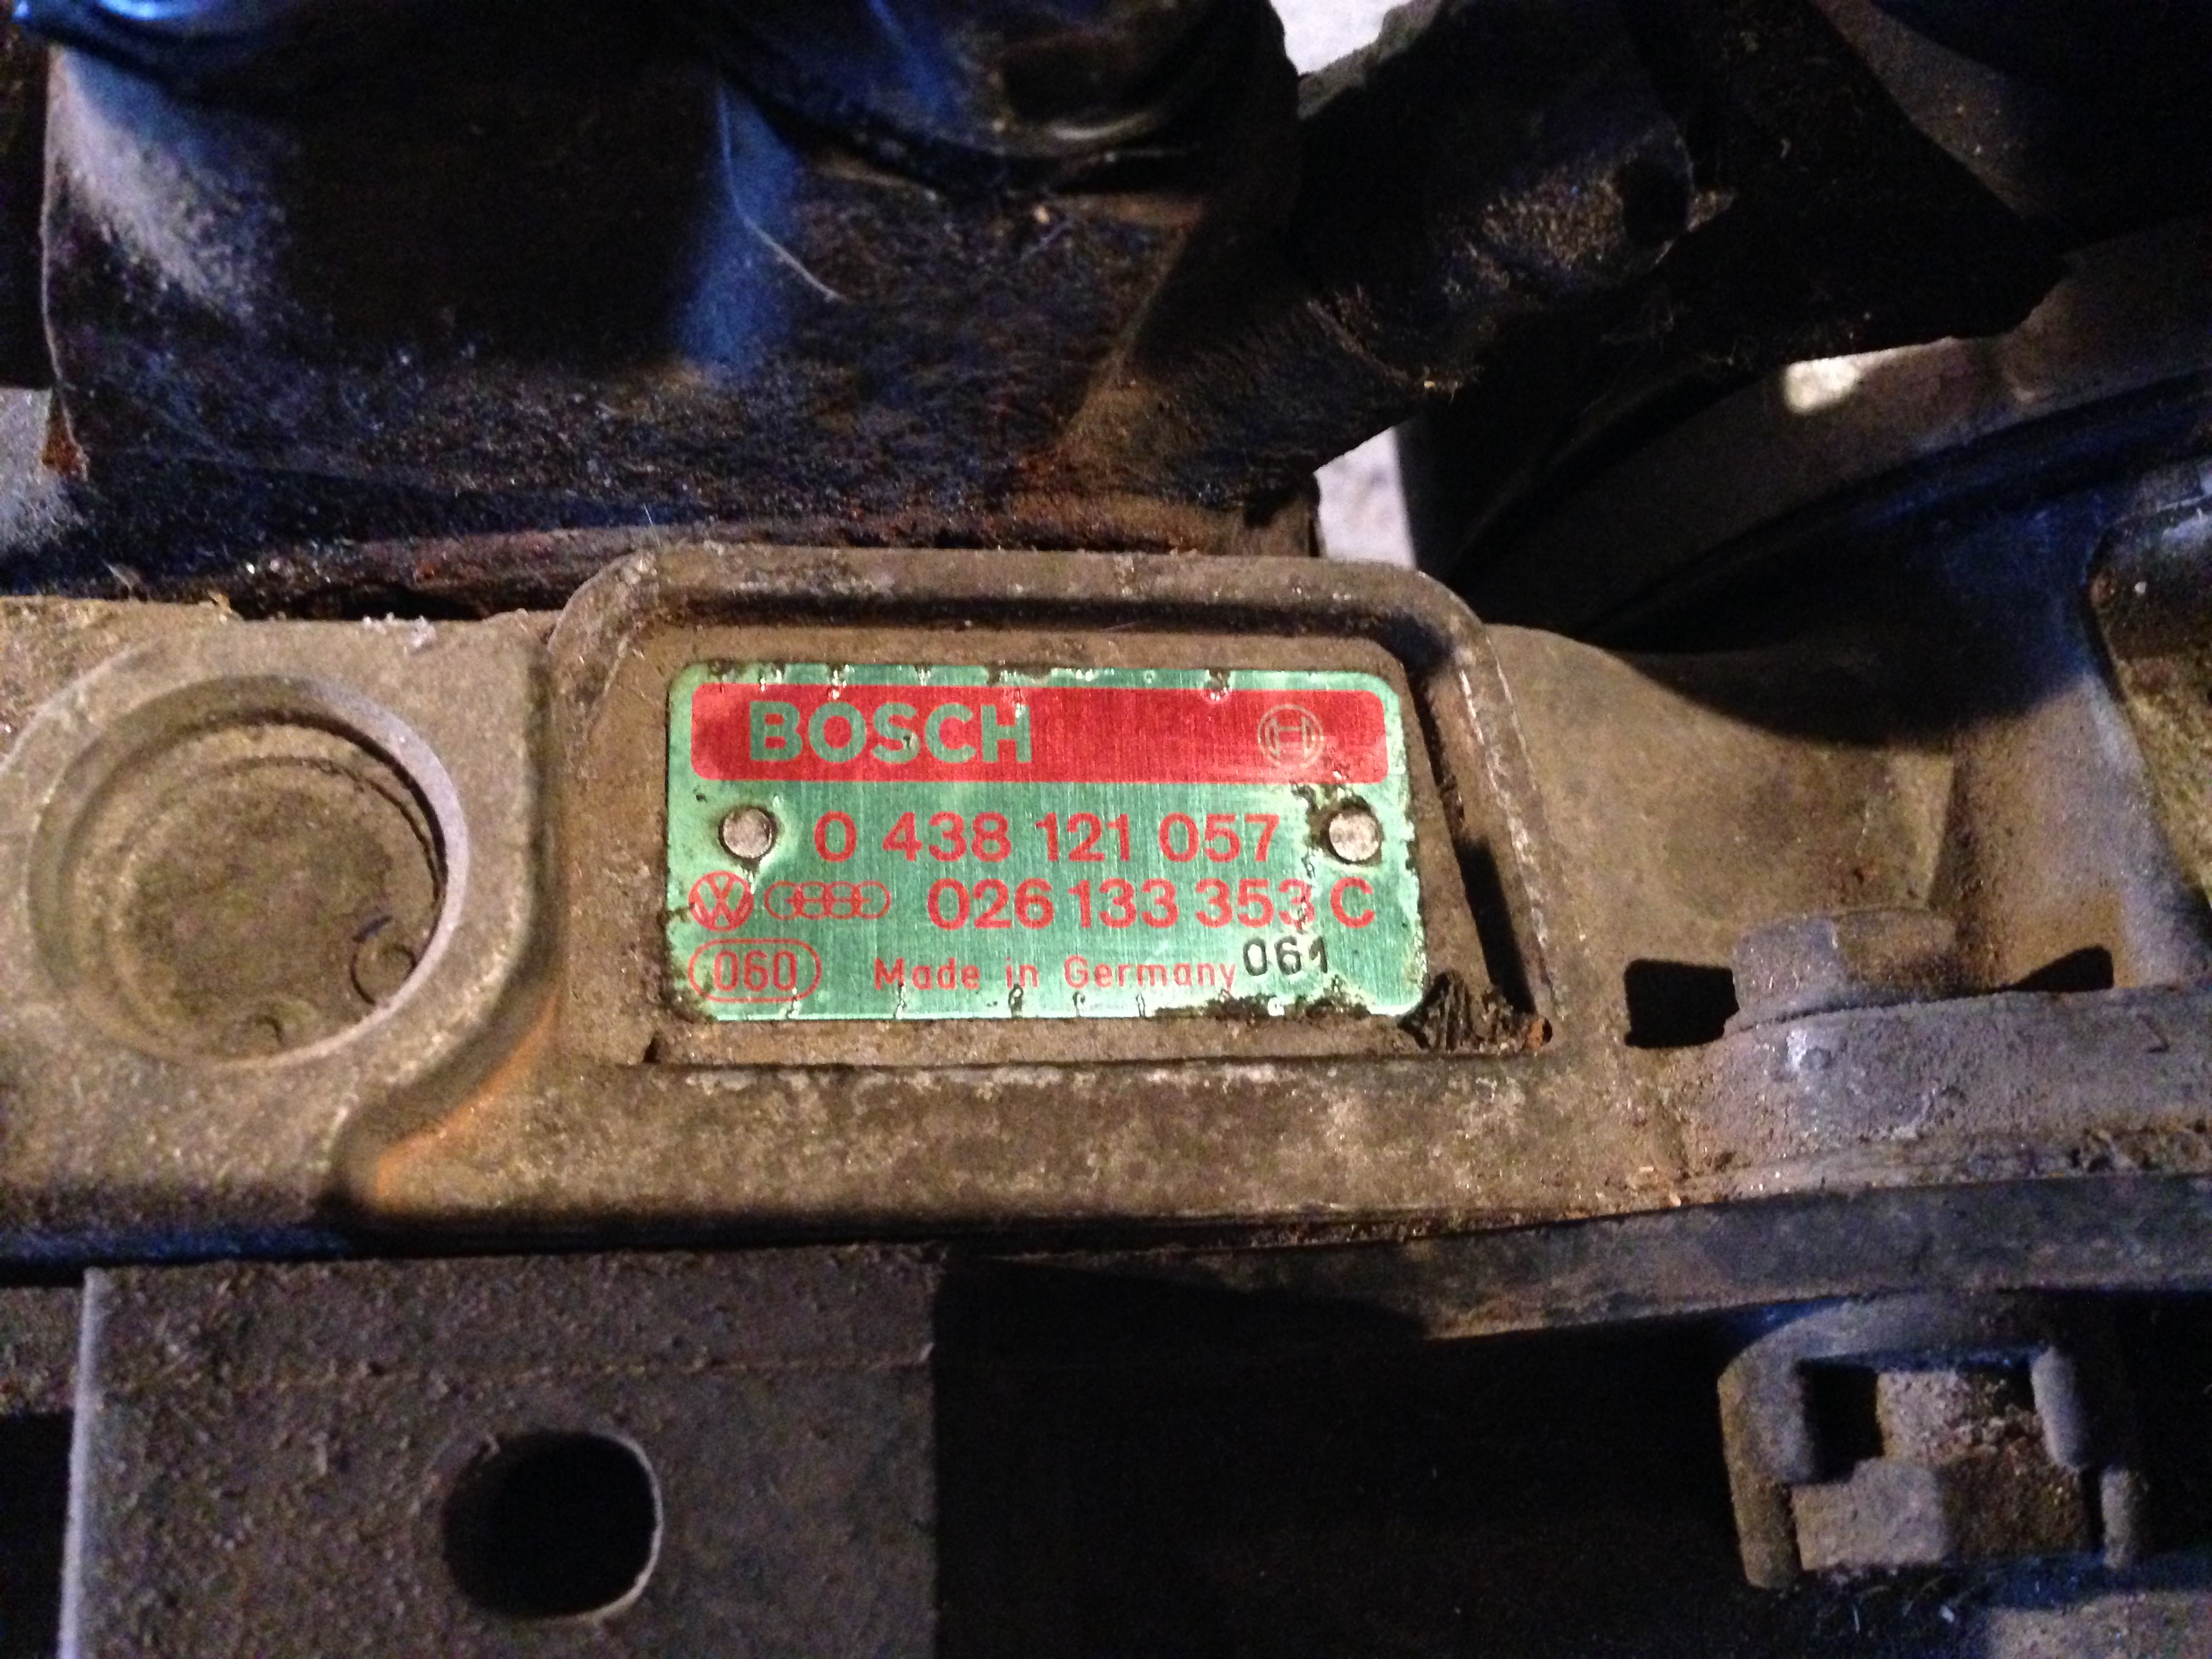 BOSCH
0 438 121 057
026 133 353 C
060 Made in Germany 061